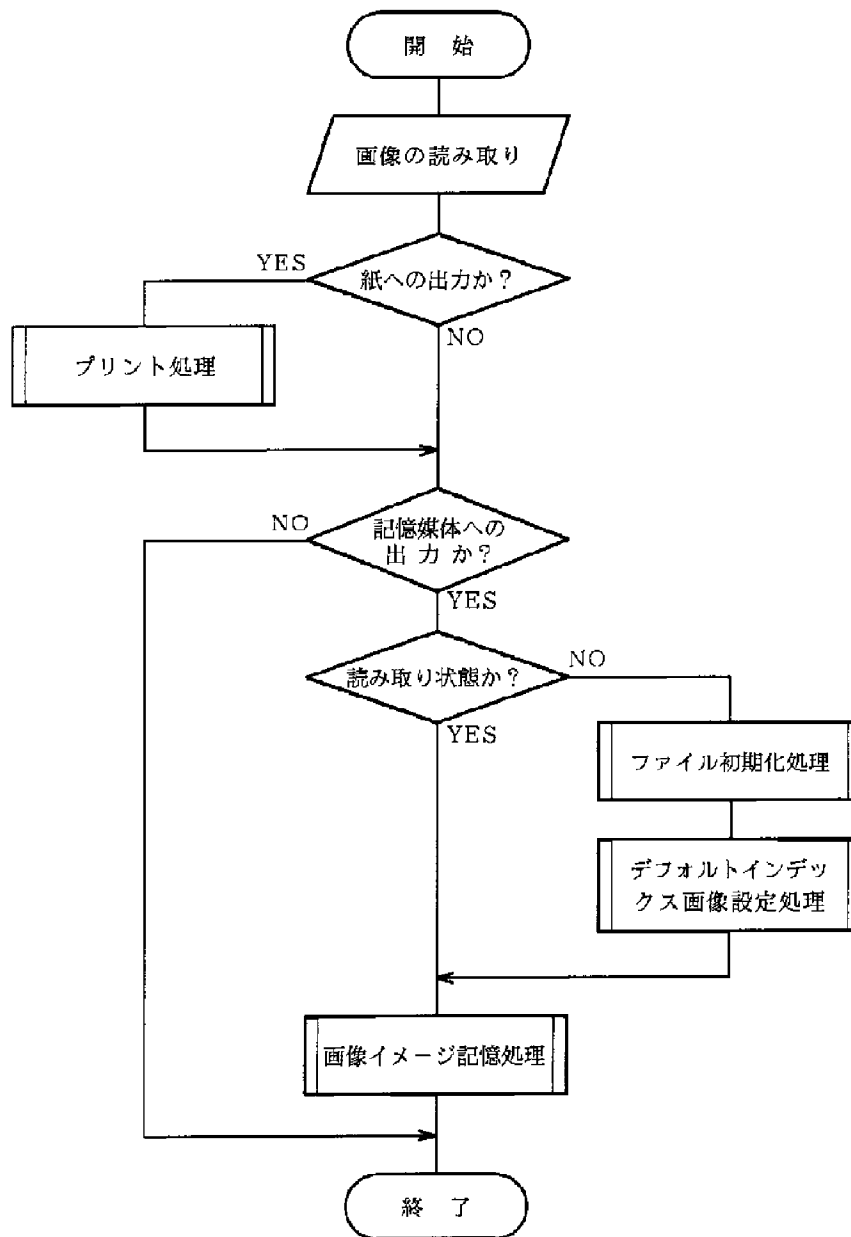 開 始
画像の読み取り
紙への出力か?
YES
NO
プリント処理
記憶媒体への
出 力 か?
NO
YES
読み取り状態か?
NO
YES
ファイル初期化処理
デフォルトインデッ
クス画像設定処理
画像イメージ記憶処理
終 了